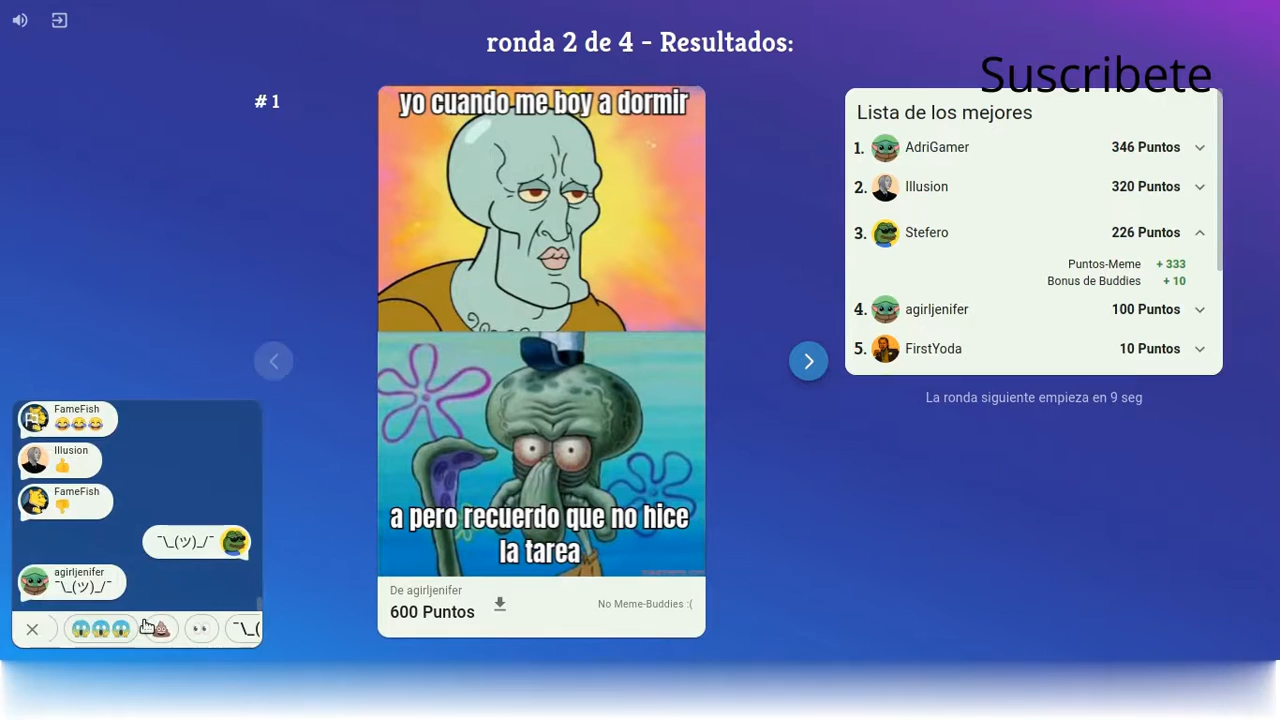 ronda 2 de 4 - Resultados:
Suscribete
# 1
yo cuando me boy a dormir
a pero recuerdo que no hice
la tarea
De agirljenifer
600 Puntos
No Meme-Buddies :(
Lista de los mejores
1. AdriGamer 346 Puntos
2. Illusion 320 Puntos
3. Stefero 226 Puntos
Puntos-Meme + 333
Bonus de Buddies + 10
4. agirljenifer 100 Puntos
5. FirstYoda 10 Puntos
La ronda siguiente empieza en 9 seg
FameFish
😂😂😂
Illusion
👍
FameFish
👎
¯\_(ツ)_/¯
agirljenifer
¯\_(ツ)_/¯
😱😱😱 💩 👀 ¯\_(